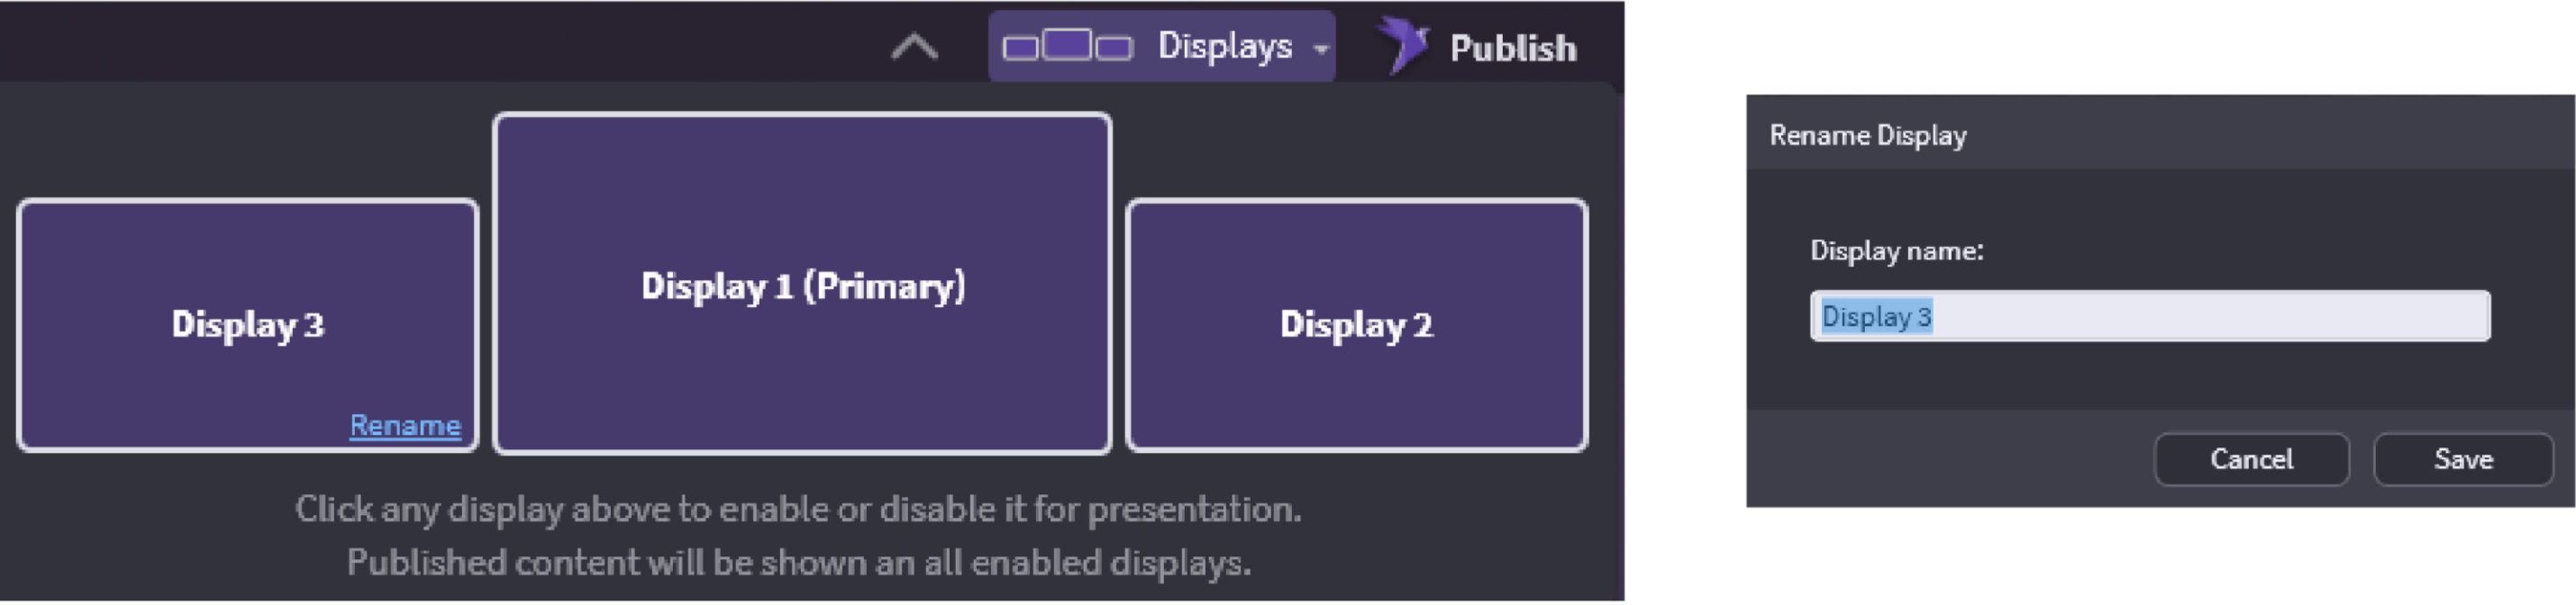 Displays
Publish
Display 3
Rename
Display 1 (Primary)
Display 2
Click any display above to enable or disable it for presentation.
Published content will be shown an all enabled displays.
Rename Display
Display name:
Display 3
Cancel
Save